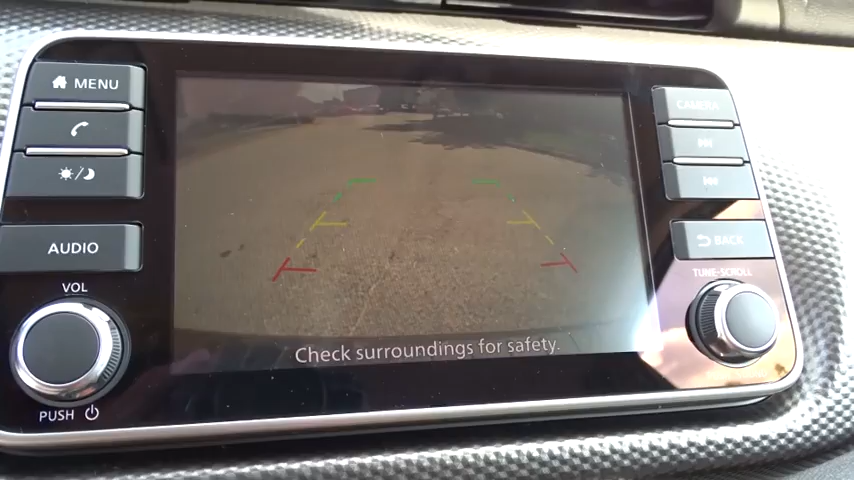 MENU
AUDIO
VOL
PUSH
CAMERA
BACK
TUNE·SCROLL
Check surroundings for safety.